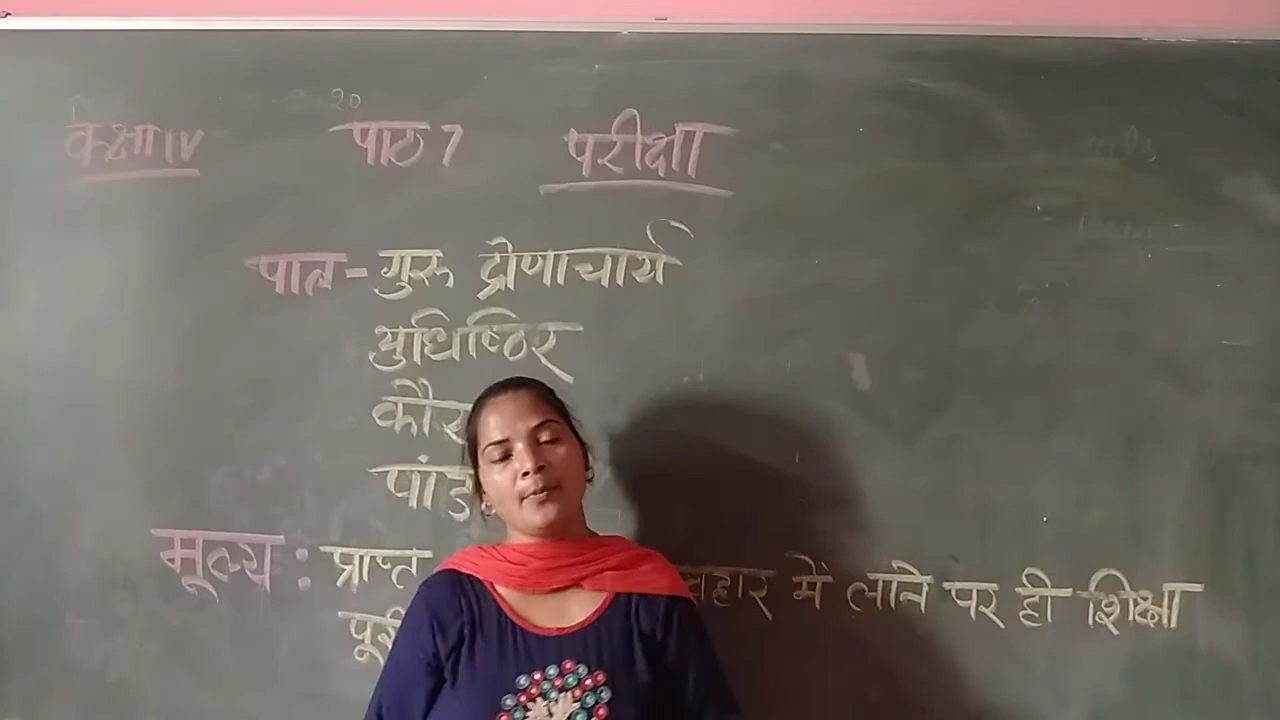 कक्षा IV पाठ 7 परीक्षा
पात्र - गुरू द्रोणाचार्य
युधिष्ठिर
मूल्य : प्राप्त में लाने पर ही शिक्षा